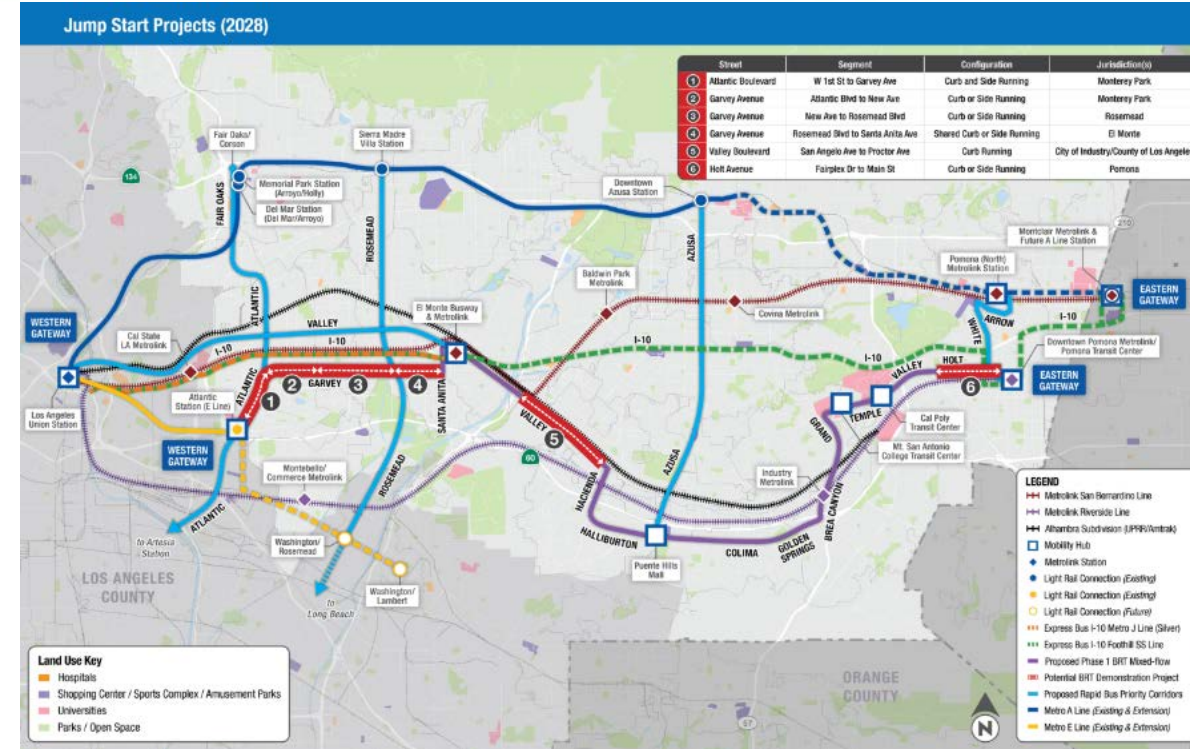 Jump Start Projects (2028)
Street Segment Configuration Jurisdiction(s)
1 Atlantic Boulevard W 1st St to Garvey Ave Curb and Side Running Monterey Park
2 Garvey Avenue Atlantic Blvd to New Ave Curb or Side Running Monterey Park
3 Garvey Avenue New Ave to Rosemead Blvd Curb or Side Running Rosemead
4 Garvey Avenue Rosemead Blvd to Santa Anita Ave Shared Curb or Side Running El Monte
5 Valley Boulevard San Angelo Ave to Proctor Ave Curb Running City of Industry/County of Los Angele
6 Holt Avenue Fairplex Dr to Main St Curb or Side Running Pomona
Fair Oaks/
Corson
Sierra Madre
Villa Station
134
Memorial Park Station
(Arroyo/Holly)
Del Mar Station
(Del Mar/Arroyo)
FAIR OAKS
ROSEMEAD
Downtown
Azusa Station
AZUSA
210
Montclair Metrolink &
Future A Line Station
Pomona (North)
Metrolink Station
Baldwin Park
Metrolink
EASTERN
GATEWAY
ATLANTIC
El Monte Busway
& Metrolink
Covina Metrolink
ARROW
WHITE
I-10
WESTERN
GATEWAY
Cal State
LA Metrolink
VALLEY
I-10
I-10
I-10
I-10
Downtown Pomona Metrolink/
Pomona Transit Center
VALLEY
HOLT
6
EASTERN
GATEWAY
Los Angeles
Union Station
Atlantic
Station (E Line)
ATLANTIC
1
2
GARVEY
3
4
SANTA ANITA
VALLEY
5
GRAND
TEMPLE
Cal Poly
Transit Center
Mt. San Antonio
College Transit Center
WESTERN
GATEWAY
Montebello/
Commerce Metrolink
ROSEMEAD
60
HACIENDA
AZUSA
Industry
Metrolink
BREA CANYON
ATLANTIC
to Artesia
Station
HALLIBURTON
COLIMA
GOLDEN
SPRINGS
Washington/
Rosemead
Puente Hills
Mall
LOS ANGELES
COUNTY
Washington/
Lambert
to
Long Beach
ORANGE
COUNTY
57
N
Land Use Key
Hospitals
Shopping Center / Sports Complex / Amusement Parks
Universities
Parks / Open Space
LEGEND
Metrolink San Bernardino Line
Metrolink Riverside Line
Alhambra Subdivision (UPRR/Amtrak)
Mobility Hub
Metrolink Station
Light Rail Connection (Existing)
Light Rail Connection (Existing)
Light Rail Connection (Future)
Express Bus I-10 Metro J Line (Silver)
Express Bus I-10 Foothill SS Line
Proposed Phase 1 BRT Mixed-flow
Potential BRT Demonstration Project
Proposed Rapid Bus Priority Corridors
Metro A Line (Existing & Extension)
Metro E Line (Existing & Extension)